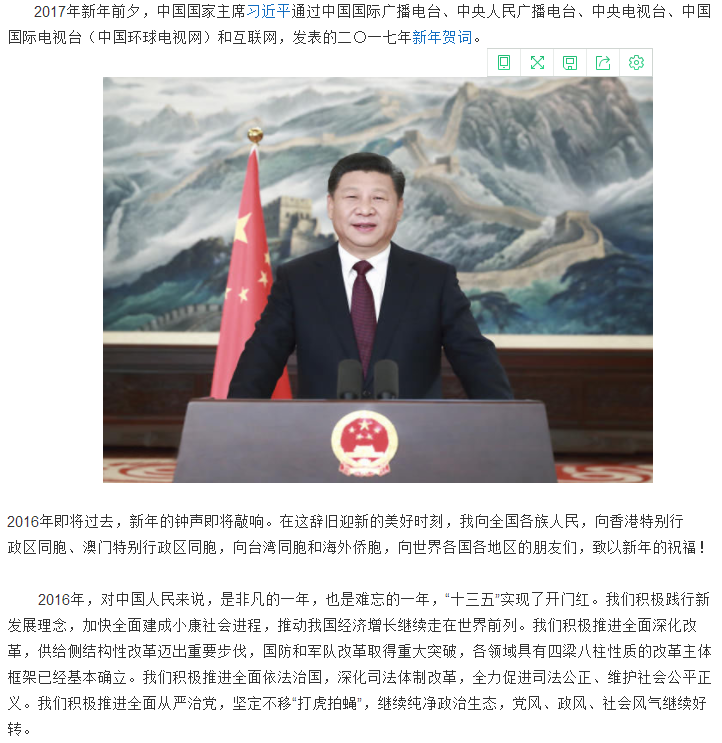 2017年新年前夕，中国国家主席习近平通过中国国际广播电台、中央人民广播电台、中央电视台、中国
国际电视台（中国环球电视网）和互联网，发表的二〇一七年新年贺词。
2016年即将过去，新年的钟声即将敲响。在这辞旧迎新的美好时刻，我向全国各族人民，向香港特别行
政区同胞、澳门特别行政区同胞，向台湾同胞和海外侨胞，向世界各国各地区的朋友们，致以新年的祝福！
2016年，对中国人民来说，是非凡的一年，也是难忘的一年，“十三五”实现了开门红。我们积极践行新
发展理念，加快全面建成小康社会进程，推动我国经济增长继续走在世界前列。我们积极推进全面深化改
革，供给侧结构性改革迈出重要步伐，国防和军队改革取得重大突破，各领域具有四梁八柱性质的改革主体
框架已经基本确立。我们积极推进全面依法治国，深化司法体制改革，全力促进司法公正、维护社会公平正
义。我们积极推进全面从严治党，坚定不移“打虎拍蝇”，继续纯净政治生态，党风、政风、社会风气继续好
转。